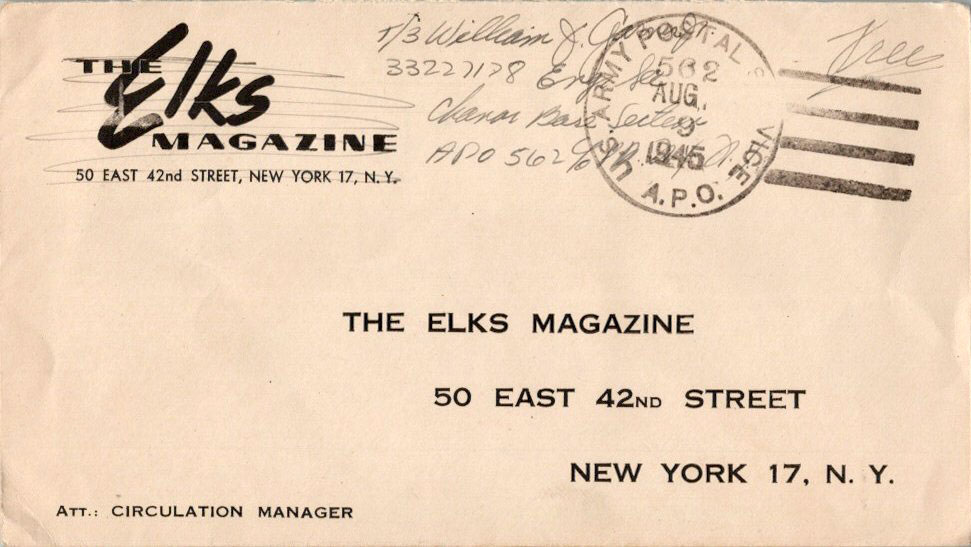 THE
Elks
MAGAZINE
50 EAST 42nd STREET, NEW YORK 17, N.Y.
T/3 William J.
33227178 Eng. Sec
Chanor Base Section
APO 562 % P.M. N.Y.
Free
U.S. ARMY POSTAL SERVICE
562
AUG.
9
1945
A.P.O.
THE ELKS MAGAZINE
50 EAST 42ND STREET
NEW YORK 17, N. Y.
ATT.: CIRCULATION MANAGER